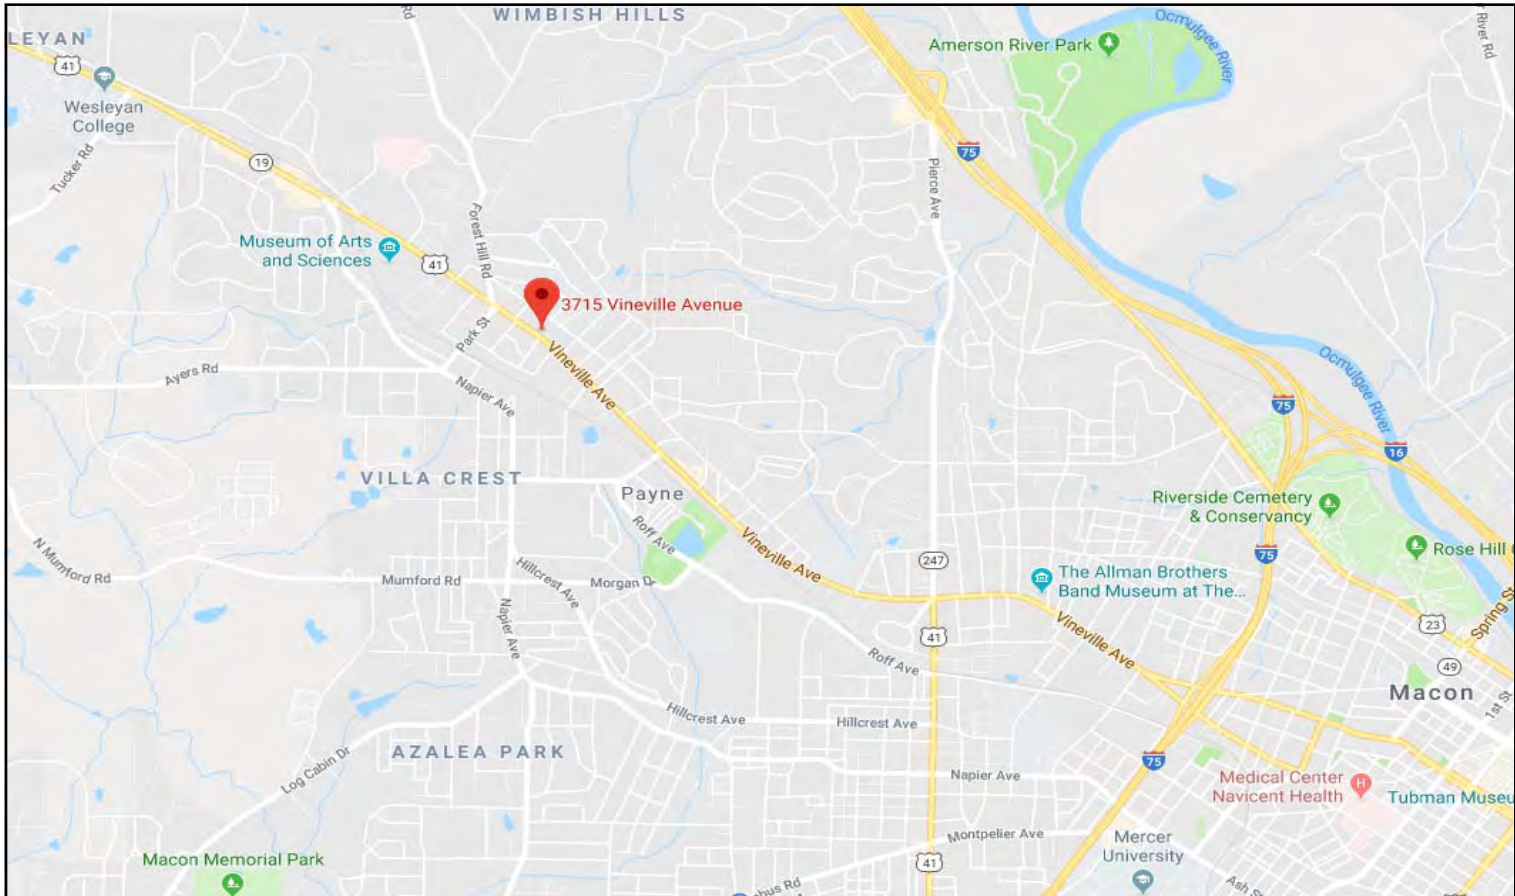 WIMBISH HILLS
LEYAN
41
Wesleyan
College
Tucker Rd
19
Rd
Amerson River Park
Ocmulgee River
River Rd
75
Pierce Ave
Forest Hill Rd
Museum of Arts
and Sciences
41
3715 Vineville Avenue
Park St
Vineville Ave
Ayers Rd
Napier Ave
Ocmulgee River
75
16
VILLA CREST
Payne
Roff Ave
Riverside Cemetery
& Conservancy
Rose Hill
Vineville Ave
75
247
N Mumford Rd
Mumford Rd
Hillcrest Ave
Morgan D
Napier Ave
The Allman Brothers
Band Museum at The...
Vineville Ave
41
23
Spring St
49
Roff Ave
Macon
1st St
Hillcrest Ave
Hillcrest Ave
AZALEA PARK
Log Cabin Dr
75
Napier Ave
Medical Center
Navicent Health
H
Tubman Museu
Montpelier Ave
Mercer
University
41
Macon Memorial Park
bus Rd
Ash St